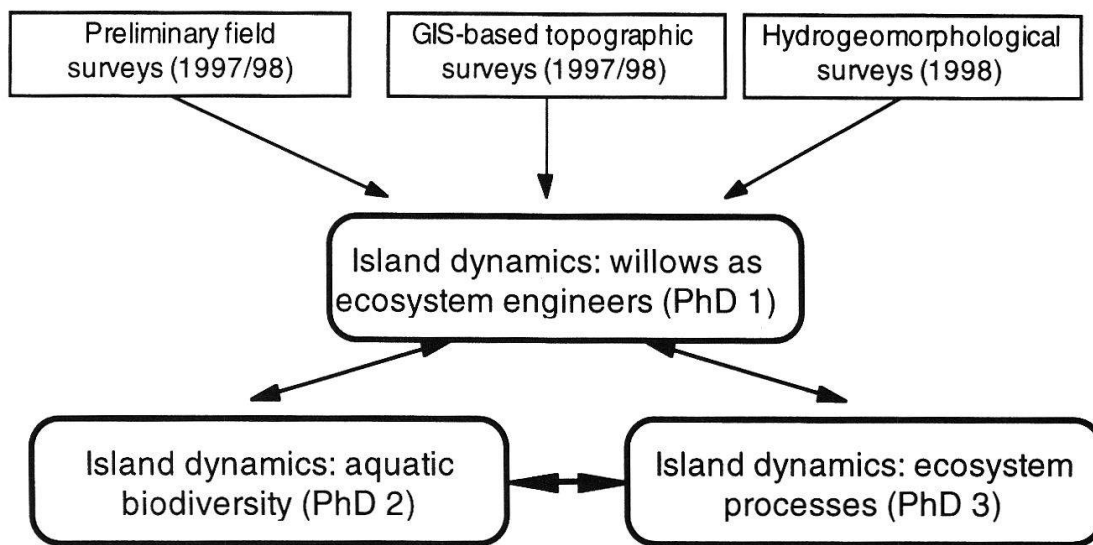 Preliminary field
surveys (1997/98)
GIS-based topographic
surveys (1997/98)
Hydrogeomorphological
surveys (1998)
Island dynamics: willows as
ecosystem engineers (PhD 1)
Island dynamics: aquatic
biodiversity (PhD 2)
Island dynamics: ecosystem
processes (PhD 3)